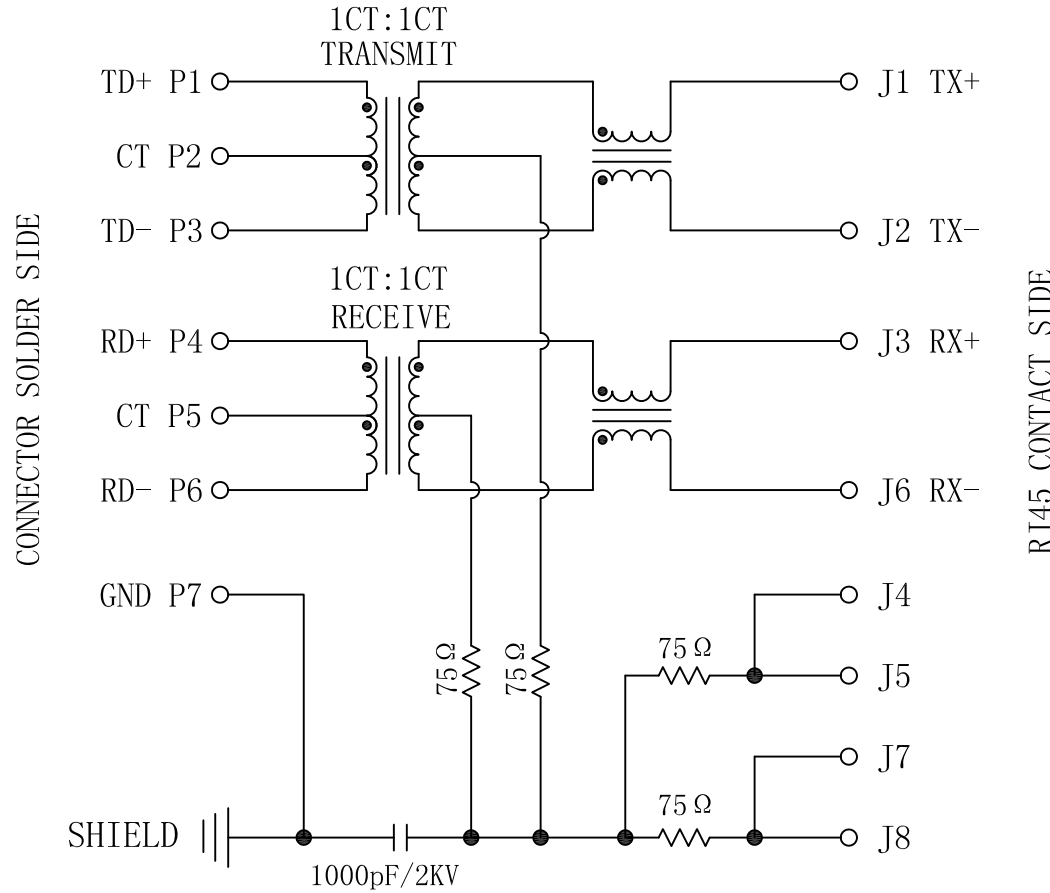 1CT:1CT
TRANSMIT
TD+ P1
J1 TX+
CT P2
TD- P3
J2 TX-
1CT:1CT
RECEIVE
RD+ P4
J3 RX+
CT P5
RD- P6
J6 RX-
CONNECTOR SOLDER SIDE
RJ45 CONTACT SIDE
GND P7
J4
75Ω
75Ω
75Ω
J5
J7
75Ω
SHIELD
J8
1000pF/2KV